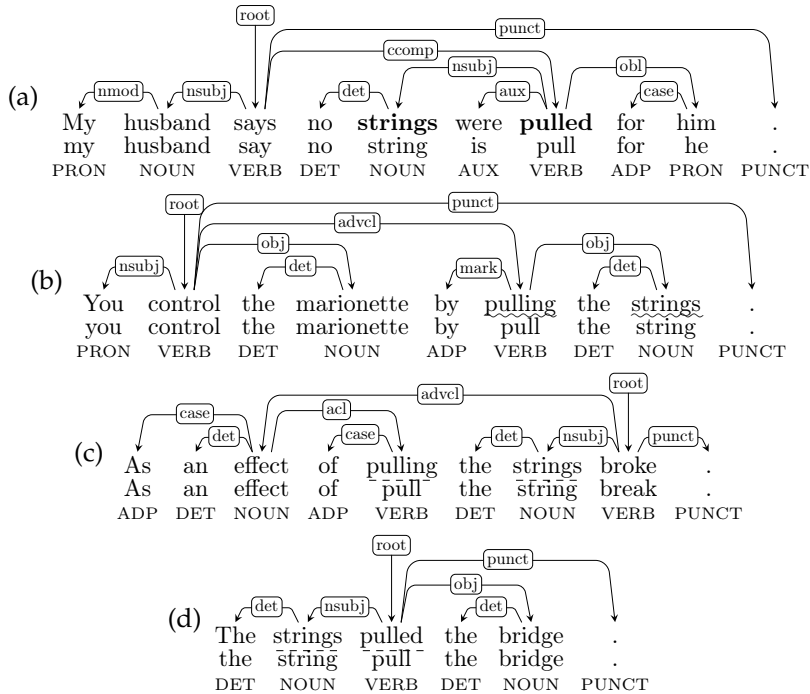 root
punct
ccomp
nsubj obl
nmod nsubj det aux case
(a)
My husband says no strings were pulled for him .
my husband say no string is pull for he .
PRON NOUN VERB DET NOUN AUX VERB ADP PRON PUNCT
root punct
advcl
obj obj
nsubj det mark det
(b)
You control the marionette by pulling the strings .
you control the marionette by pull the string .
PRON VERB DET NOUN ADP VERB DET NOUN PUNCT
root
advcl
case acl
det case det nsubj punct
(c)
As an effect of pulling the strings broke .
As an effect of pull the string break .
ADP DET NOUN ADP VERB DET NOUN VERB PUNCT
root
punct
obj
det nsubj det
(d)
The strings pulled the bridge .
the string pull the bridge .
DET NOUN VERB DET NOUN PUNCT